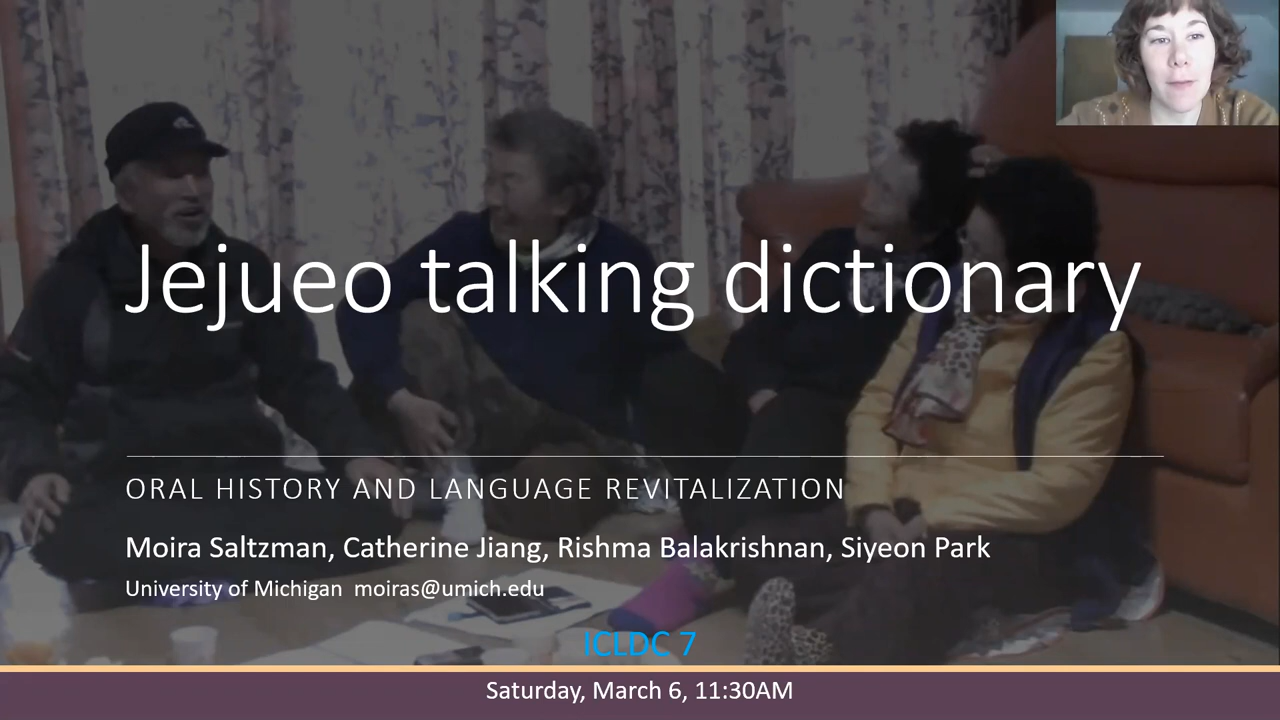 Jejueo talking dictionary
ORAL HISTORY AND LANGUAGE REVITALIZATION
Moira Saltzman, Catherine Jiang, Rishma Balakrishnan, Siyeon Park
University of Michigan moiras@umich.edu
ICLDC 7
Saturday, March 6, 11:30AM